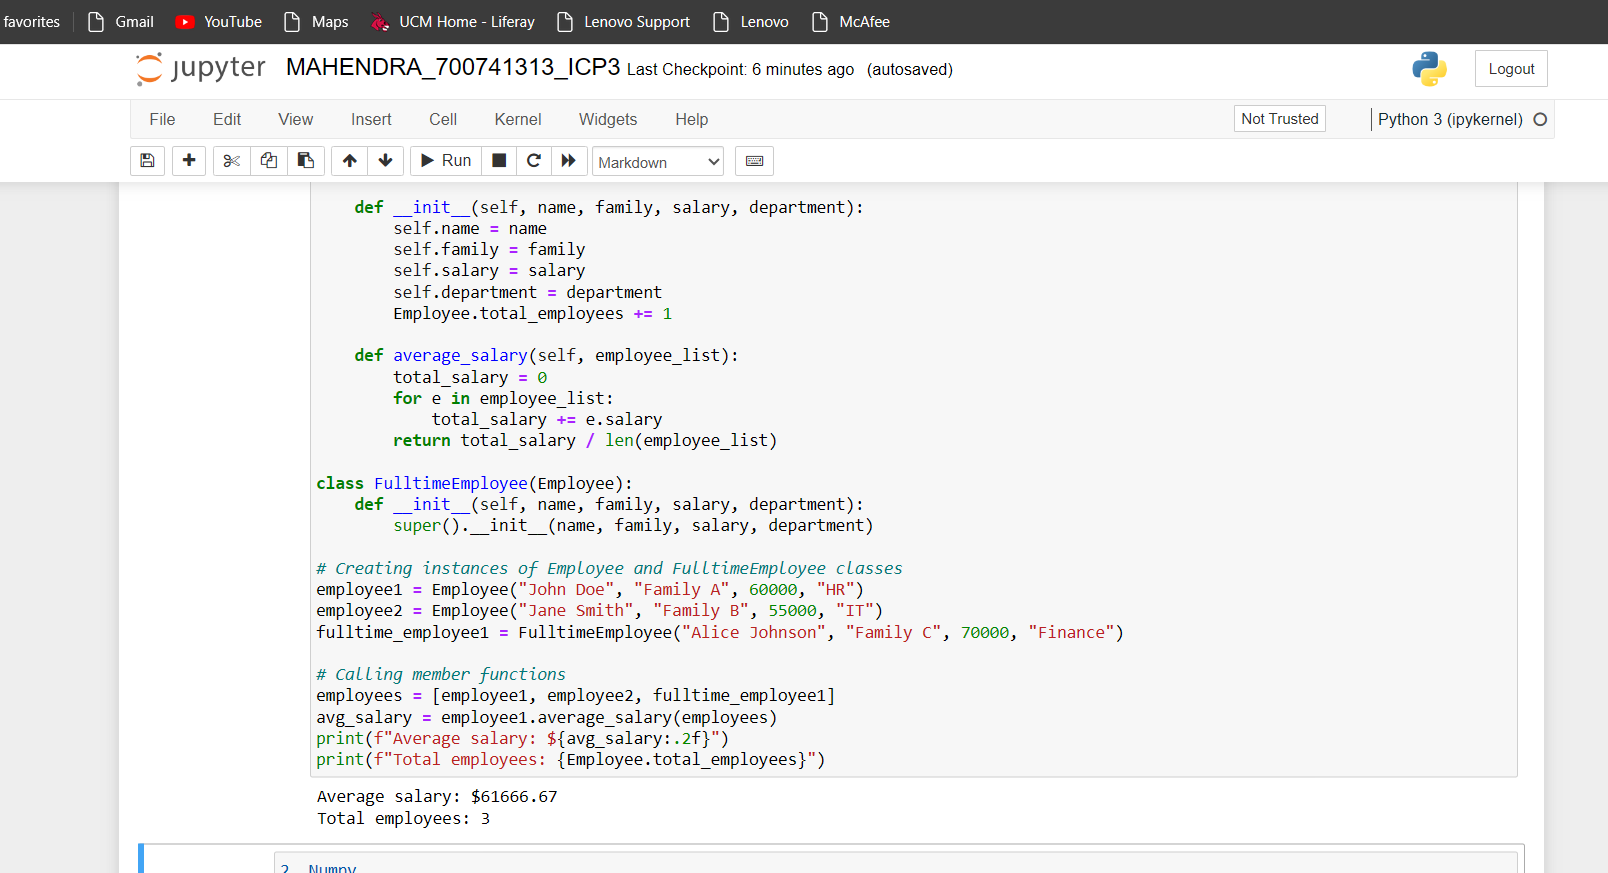 favorites Gmail YouTube Maps UCM Home - Liferay Lenovo Support Lenovo McAfee
jupyter MAHENDRA_700741313_ICP3 Last Checkpoint: 6 minutes ago (autosaved) Logout
File Edit View Insert Cell Kernel Widgets Help Not Trusted Python 3 (ipykernel)
Run Markdown
def __init__(self, name, family, salary, department):
self.name = name
self.family = family
self.salary = salary
self.department = department
Employee.total_employees += 1
def average_salary(self, employee_list):
total_salary = 0
for e in employee_list:
total_salary += e.salary
return total_salary / len(employee_list)
class FulltimeEmployee(Employee):
def __init__(self, name, family, salary, department):
super().__init__(name, family, salary, department)
# Creating instances of Employee and FulltimeEmployee classes
employee1 = Employee("John Doe", "Family A", 60000, "HR")
employee2 = Employee("Jane Smith", "Family B", 55000, "IT")
fulltime_employee1 = FulltimeEmployee("Alice Johnson", "Family C", 70000, "Finance")
# Calling member functions
employees = [employee1, employee2, fulltime_employee1]
avg_salary = employee1.average_salary(employees)
print(f"Average salary: ${avg_salary:.2f}")
print(f"Total employees: {Employee.total_employees}")
Average salary: $61666.67
Total employees: 3
2. Numpy